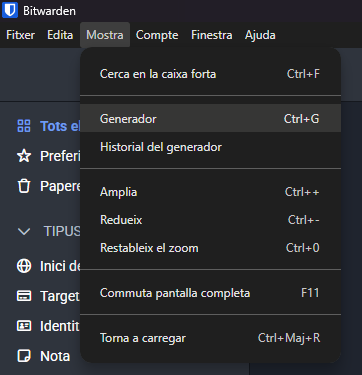 Bitwarden
Fitxer Edita Mostra Compte Finestra Ajuda
Cerca en la caixa forta Ctrl+F
Generador Ctrl+G
Historial del generador
Amplia Ctrl++
Redueix Ctrl+-
Restableix el zoom Ctrl+0
Commuta pantalla completa F11
Torna a carregar Ctrl+Maj+R
Tots el
Preferi
Papere
TIPUS
Inici de
Target
Identit
Nota